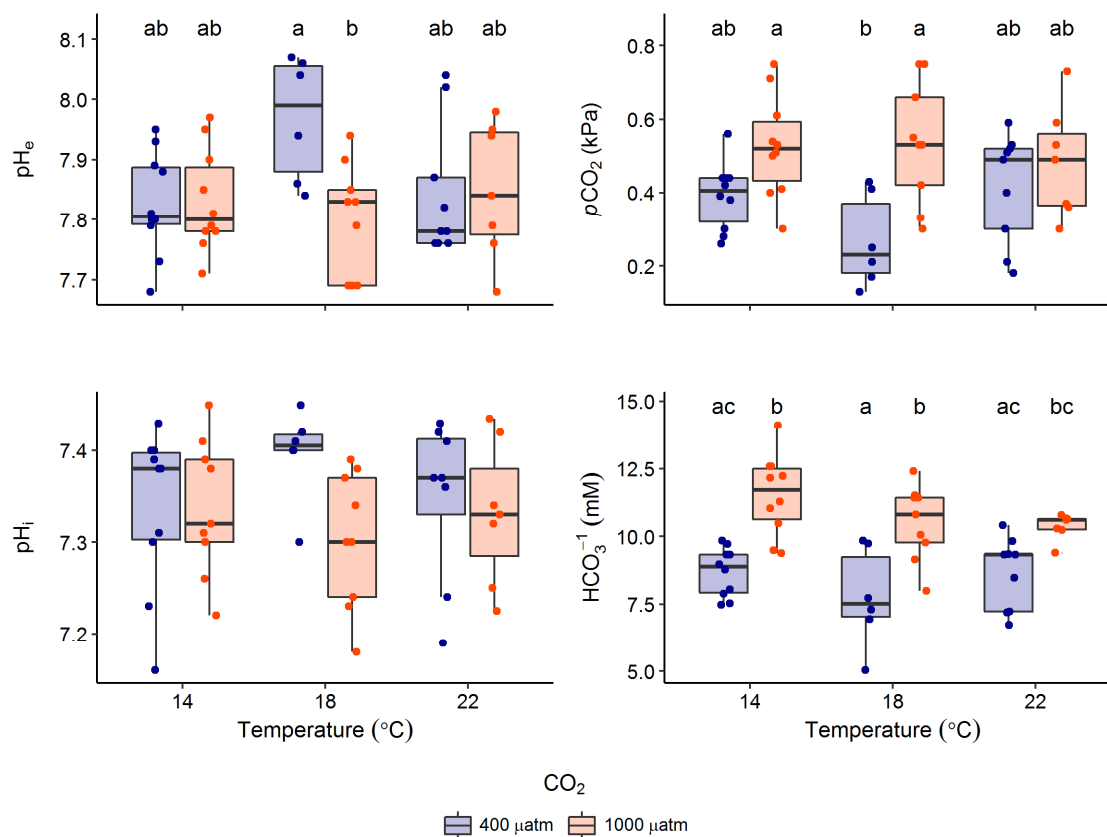 ab ab a b ab ab
8.1
8.0
7.9
7.8
7.7
pHₑ
ab a b a ab ab
0.8
0.6
0.4
0.2
pCO₂ (kPa)
7.4
7.3
7.2
pHᵢ
14 18 22
Temperature (°C)
ac b a b ac bc
15.0
12.5
10.0
7.5
5.0
HCO₃⁻¹ (mM)
14 18 22
Temperature (°C)
CO₂
400 μatm 1000 μatm